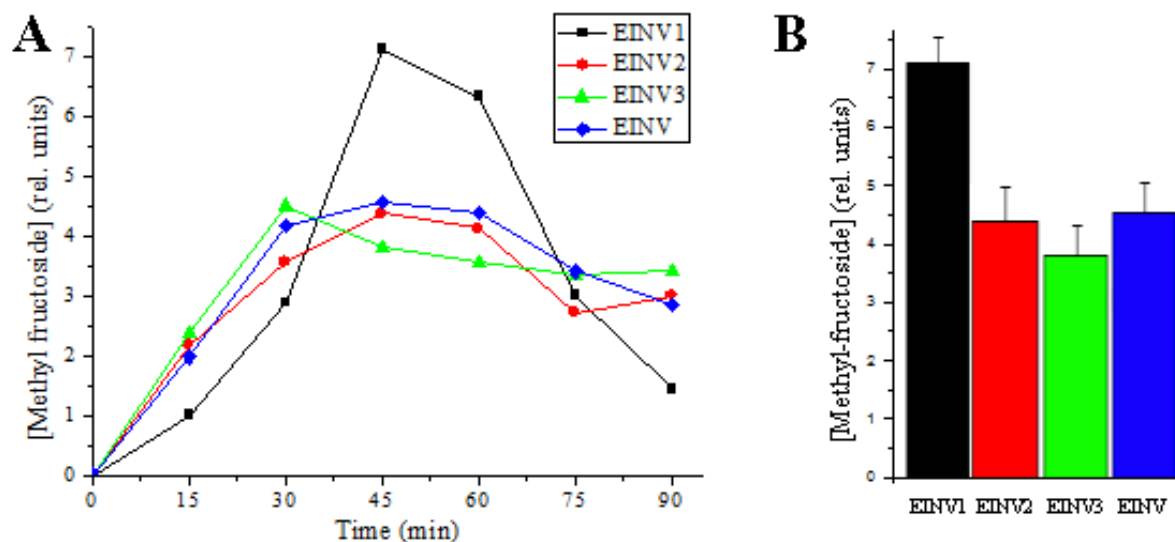 A
EINV1
EINV2
EINV3
EINV
[Methyl fructoside] (rel. units)
7
6
5
4
3
2
1
0
0 15 30 45 60 75 90
Time (min)
B
[Methyl-fructoside] (rel. units)
7
6
5
4
3
2
1
0
EINV1 EINV2 EINV3 EINV